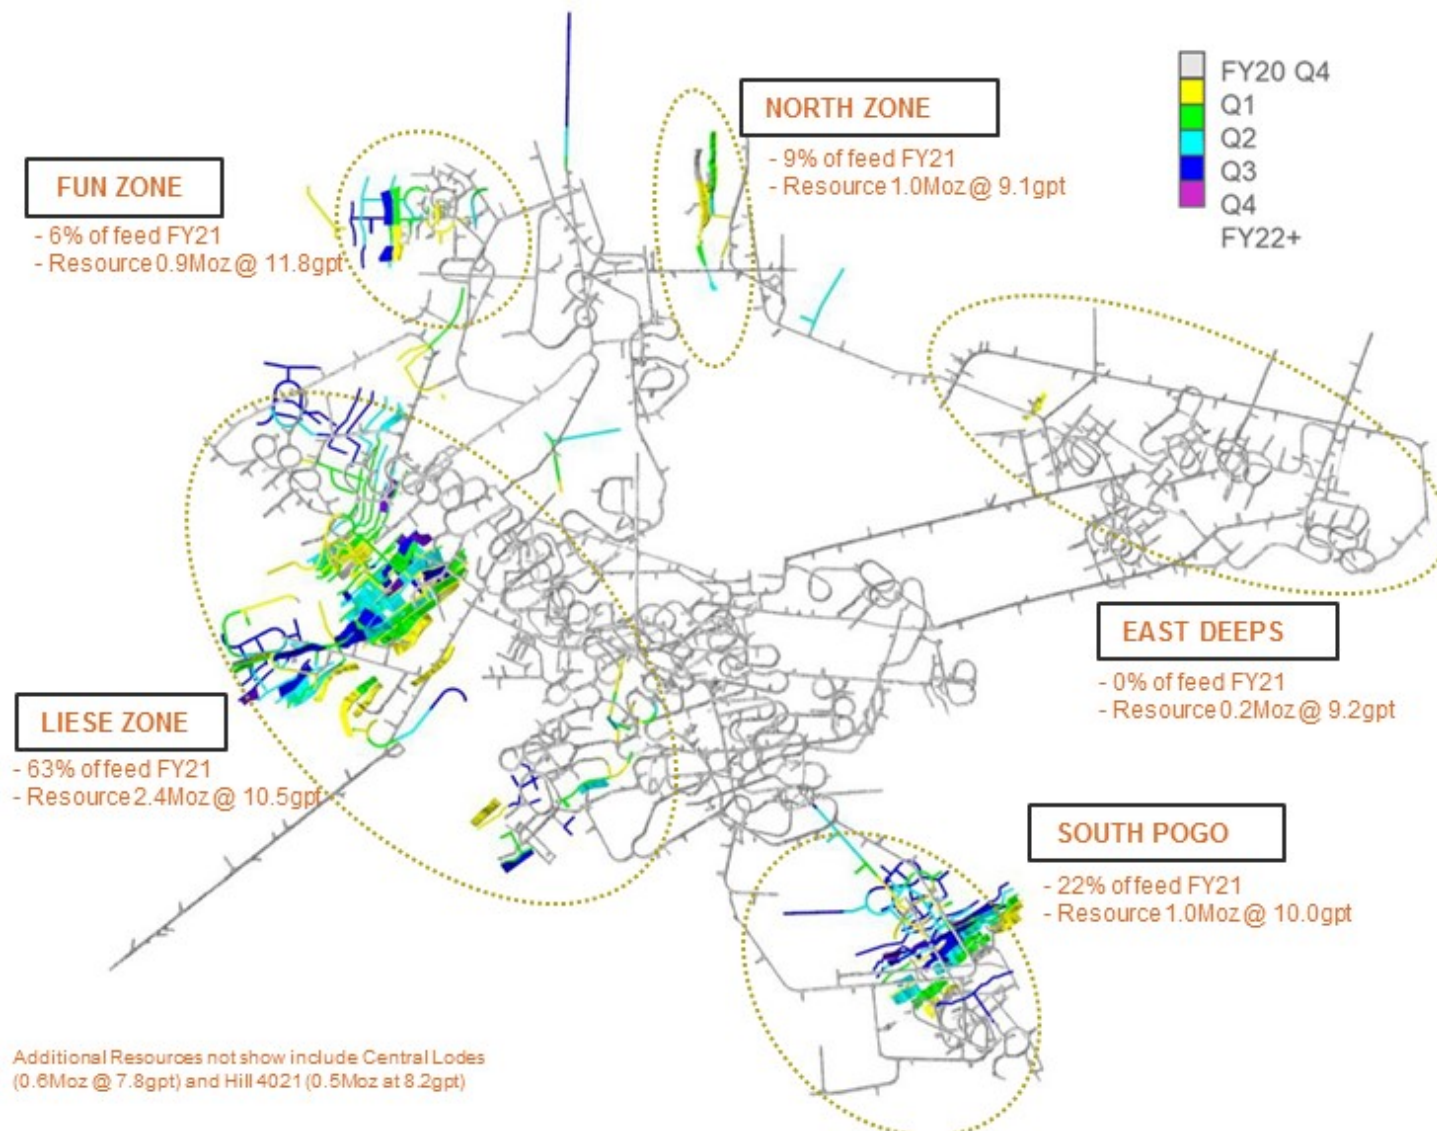 NORTH ZONE
- 9% of feed FY21
- Resource 1.0Moz @ 9.1gpt
FY20 Q4
Q1
Q2
Q3
Q4
FY22+
FUN ZONE
- 6% of feed FY21
- Resource 0.9Moz @ 11.8gpt
EAST DEEPS
- 0% of feed FY21
- Resource 0.2Moz @ 9.2gpt
LIESE ZONE
- 63% of feed FY21
- Resource 2.4Moz @ 10.5gpt
SOUTH POGO
- 22% of feed FY21
- Resource 1.0Moz @ 10.0gpt
Additional Resources not show include Central Lodes
(0.6Moz @ 7.8gpt) and Hill 4021 (0.5Moz at 8.2gpt)